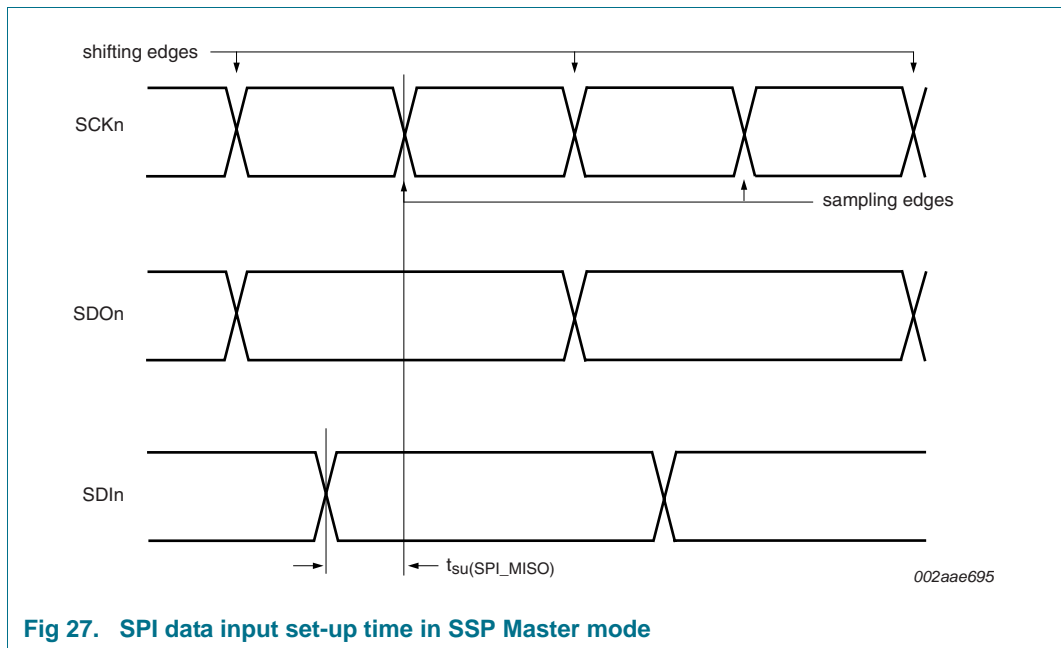 shifting edges
SCKn
sampling edges
SDOn
SDIn
tsu(SPI_MISO)
002aae695
Fig 27. SPI data input set-up time in SSP Master mode